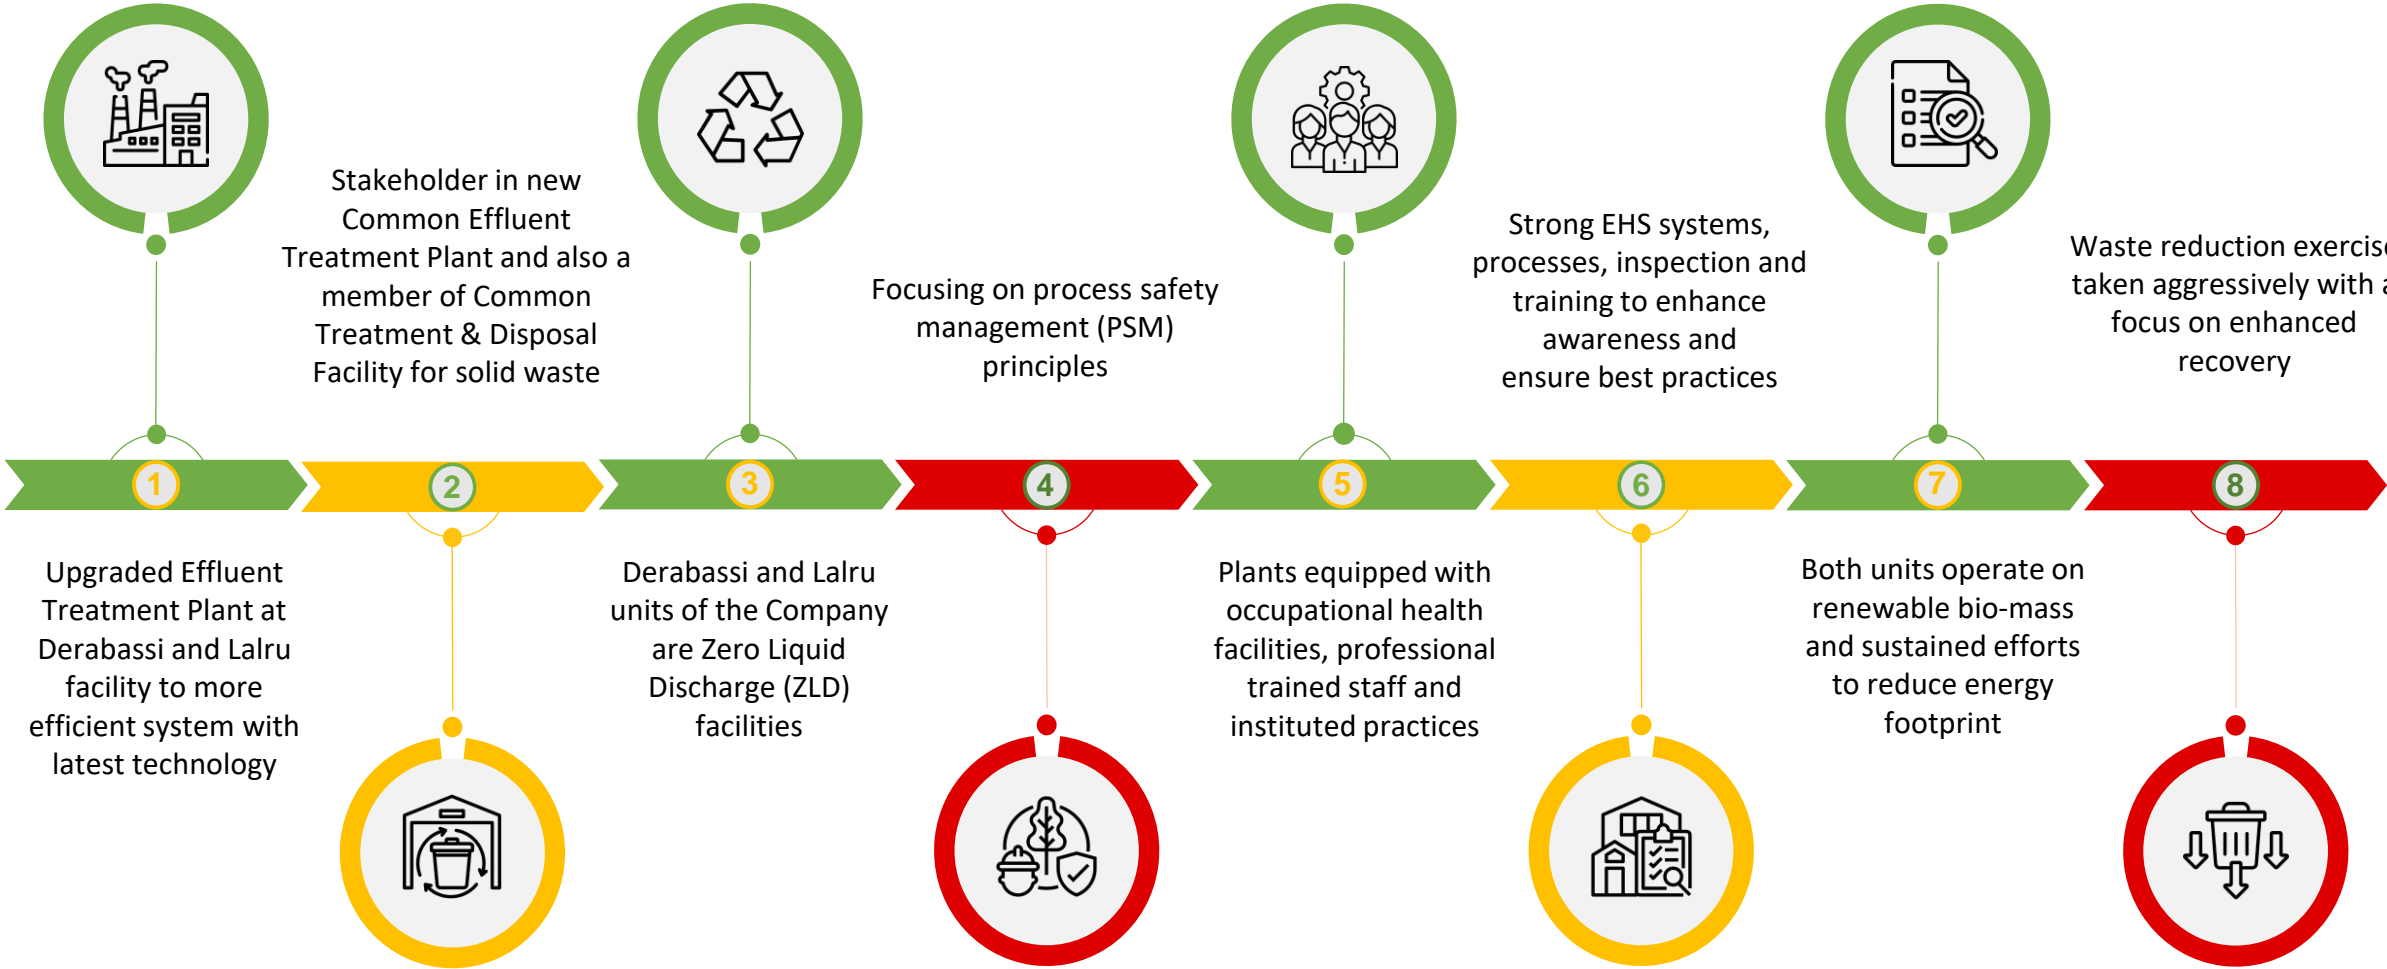 1
Upgraded Effluent
Treatment Plant at
Derabassi and Lalru
facility to more
efficient system with
latest technology
Stakeholder in new
Common Effluent
Treatment Plant and also a
member of Common
Treatment & Disposal
Facility for solid waste
2
3
Derabassi and Lalru
units of the Company
are Zero Liquid
Discharge (ZLD)
facilities
Focusing on process safety
management (PSM)
principles
4
5
Plants equipped with
occupational health
facilities, professional
trained staff and
instituted practices
Strong EHS systems,
processes, inspection and
training to enhance
awareness and
ensure best practices
6
7
Both units operate on
renewable bio-mass
and sustained efforts
to reduce energy
footprint
Waste reduction exercise
taken aggressively with a
focus on enhanced
recovery
8